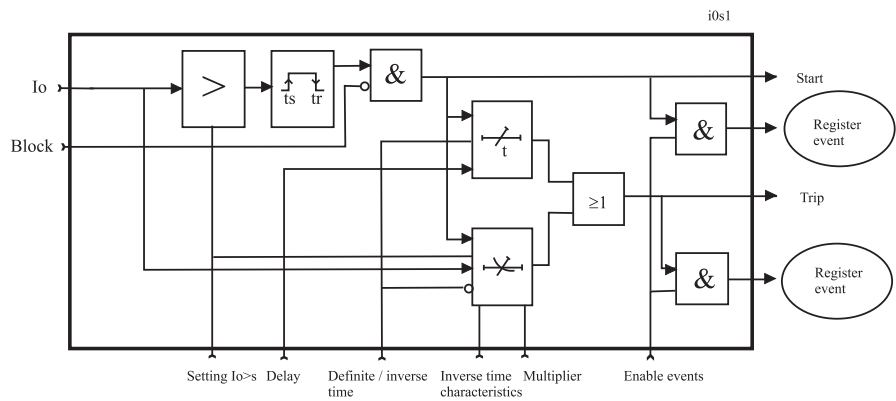 i0s1
Io
>
ts tr
&
Start
Block
&
Register
event
t
≥1
Trip
&
Register
event
Setting Io>s
Delay
Definite / inverse
time
Inverse time
characteristics
Multiplier
Enable events